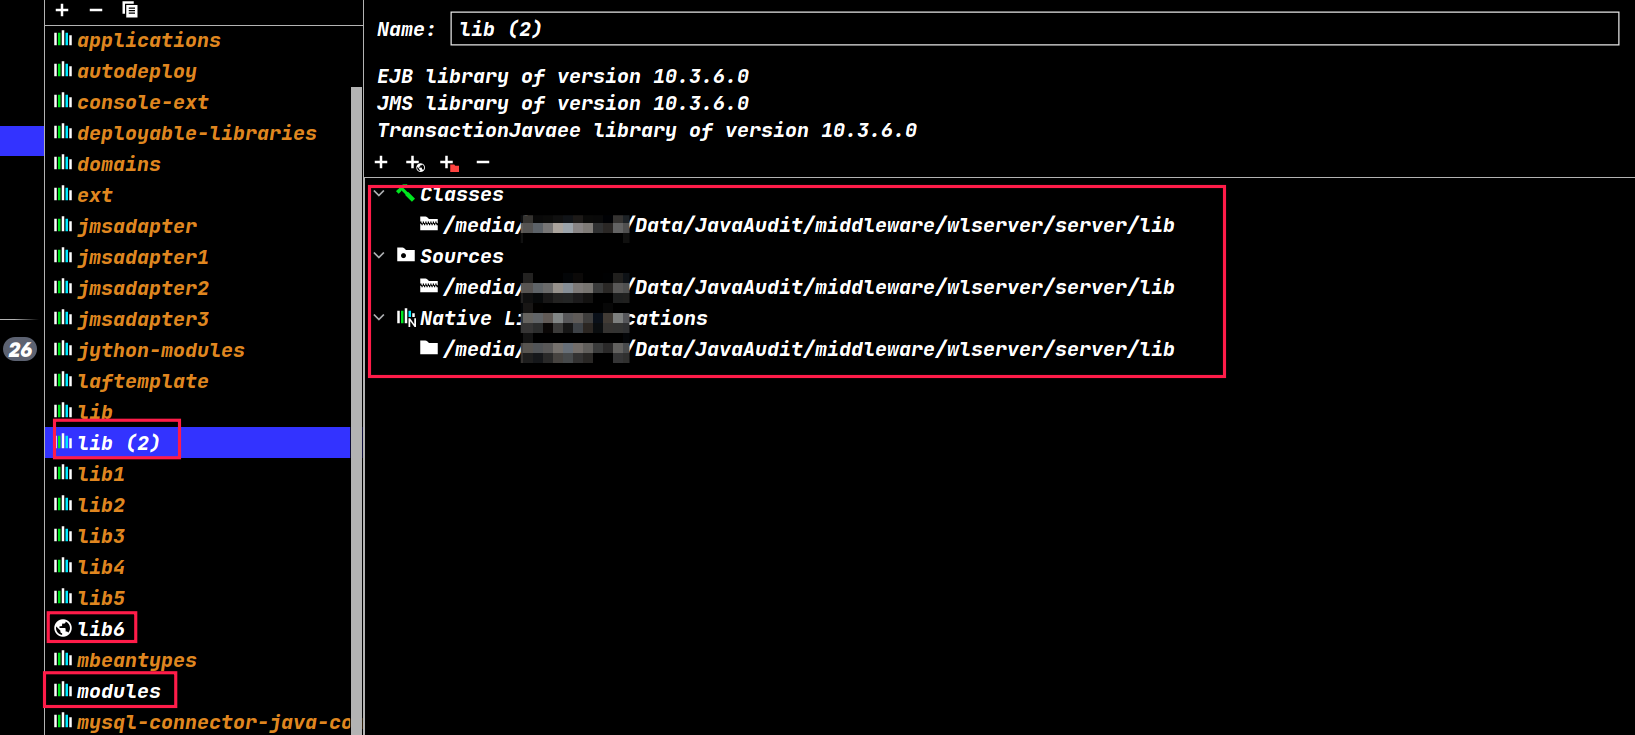 applications
autodeploy
console-ext
deployable-libraries
domains
ext
jmsadapter
jmsadapter1
jmsadapter2
jmsadapter3
jython-modules
26
laftemplate
lib
lib (2)
lib1
lib2
lib3
lib4
lib5
lib6
mbeantypes
modules
mysql-connector-java-co
Name: lib (2)
EJB library of version 10.3.6.0
JMS library of version 10.3.6.0
TransactionJavaee library of version 10.3.6.0
Classes
/media/ /Data/JavaAudit/middleware/wlserver/server/lib
Sources
/media/ /Data/JavaAudit/middleware/wlserver/server/lib
Native Li cations
/media/ /Data/JavaAudit/middleware/wlserver/server/lib